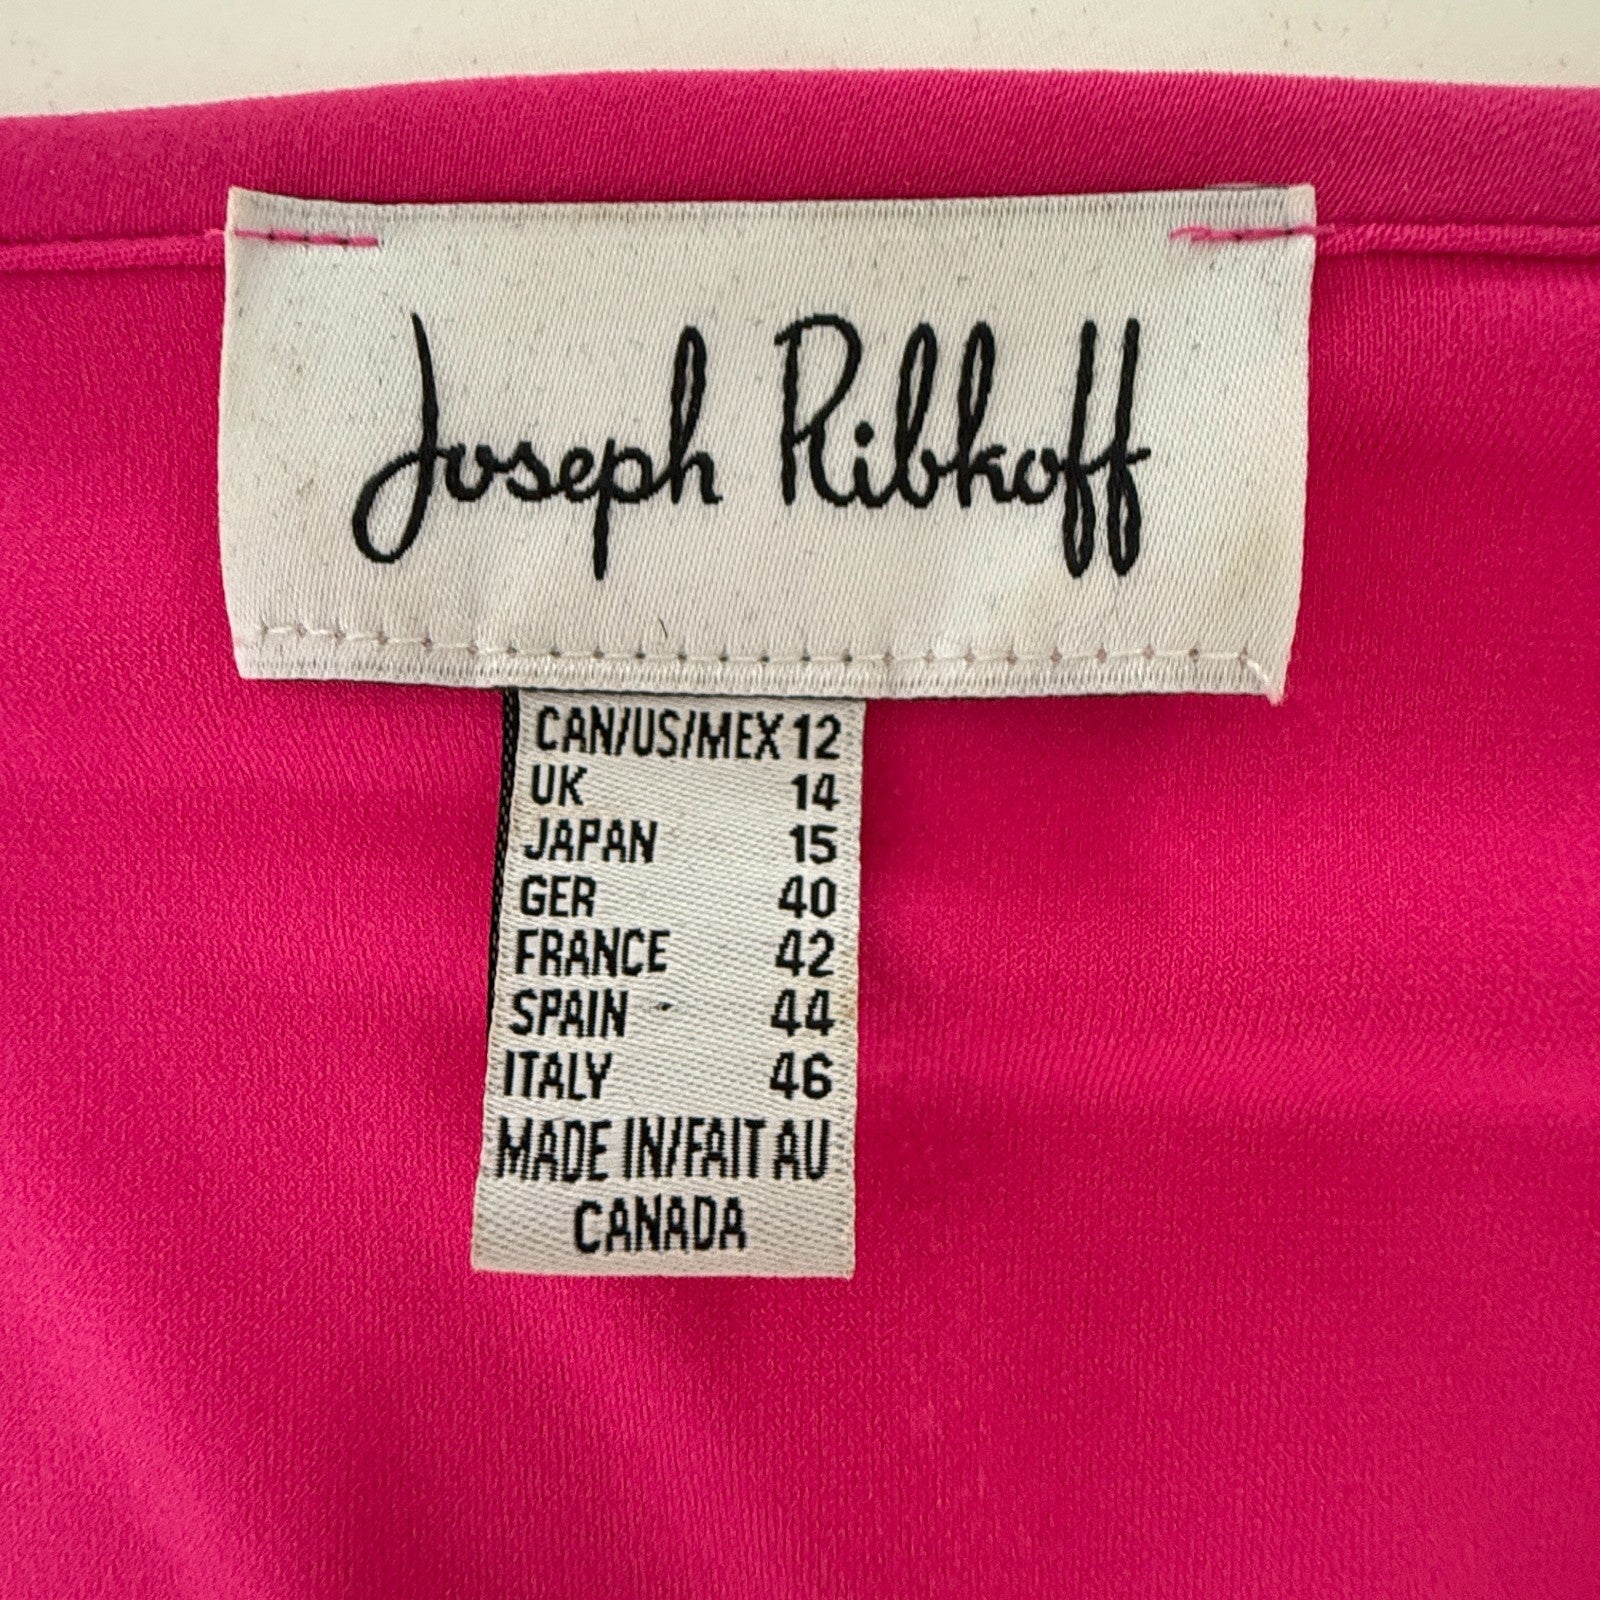 Joseph Ribkoff
CAN/US/MEX 12
UK 14
JAPAN 15
GER 40
FRANCE 42
SPAIN 44
ITALY 46
MADE IN/FAIT AU
CANADA